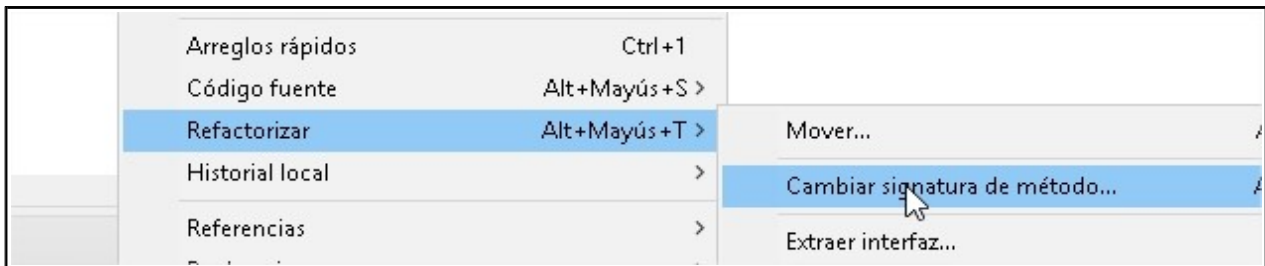 Arreglos rápidos Ctrl+1
Código fuente Alt+Mayús+S >
Refactorizar Alt+Mayús+T >
Mover...
Historial local >
Cambiar signatura de método...
Referencias >
Extraer interfaz...